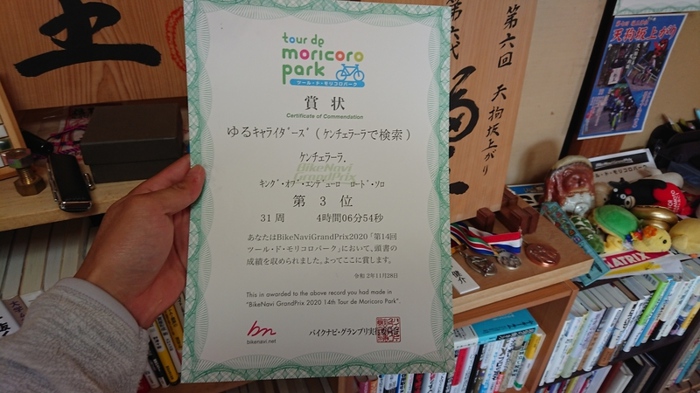 tour de
moricoro
park
ツール・ド・モリコロパーク
賞 状
Certificate of Commendation
ゆるキャライダーズ（ケンチェラーラで検索）
ケンチェラーラ.
BikeNavi
GrandPrix
キング・オブ・エンデューロ ロード・ソロ
第 3 位
31 周 4時間06分54秒
あなたはBikeNaviGrandPrix2020「第14回
ツール・ド・モリコロパーク」において、頭書の
成績を収められました。よってここに賞します。
令和 2年11月28日
This in awarded to the above record you had made in
"BikeNavi GrandPrix 2020 14th Tour de Moricoro Park".
bn
bikenavi.net
バイクナビ・グランプリ実行委員会
第六回 天狗坂上がり
天狗坂上がり
MATRIX